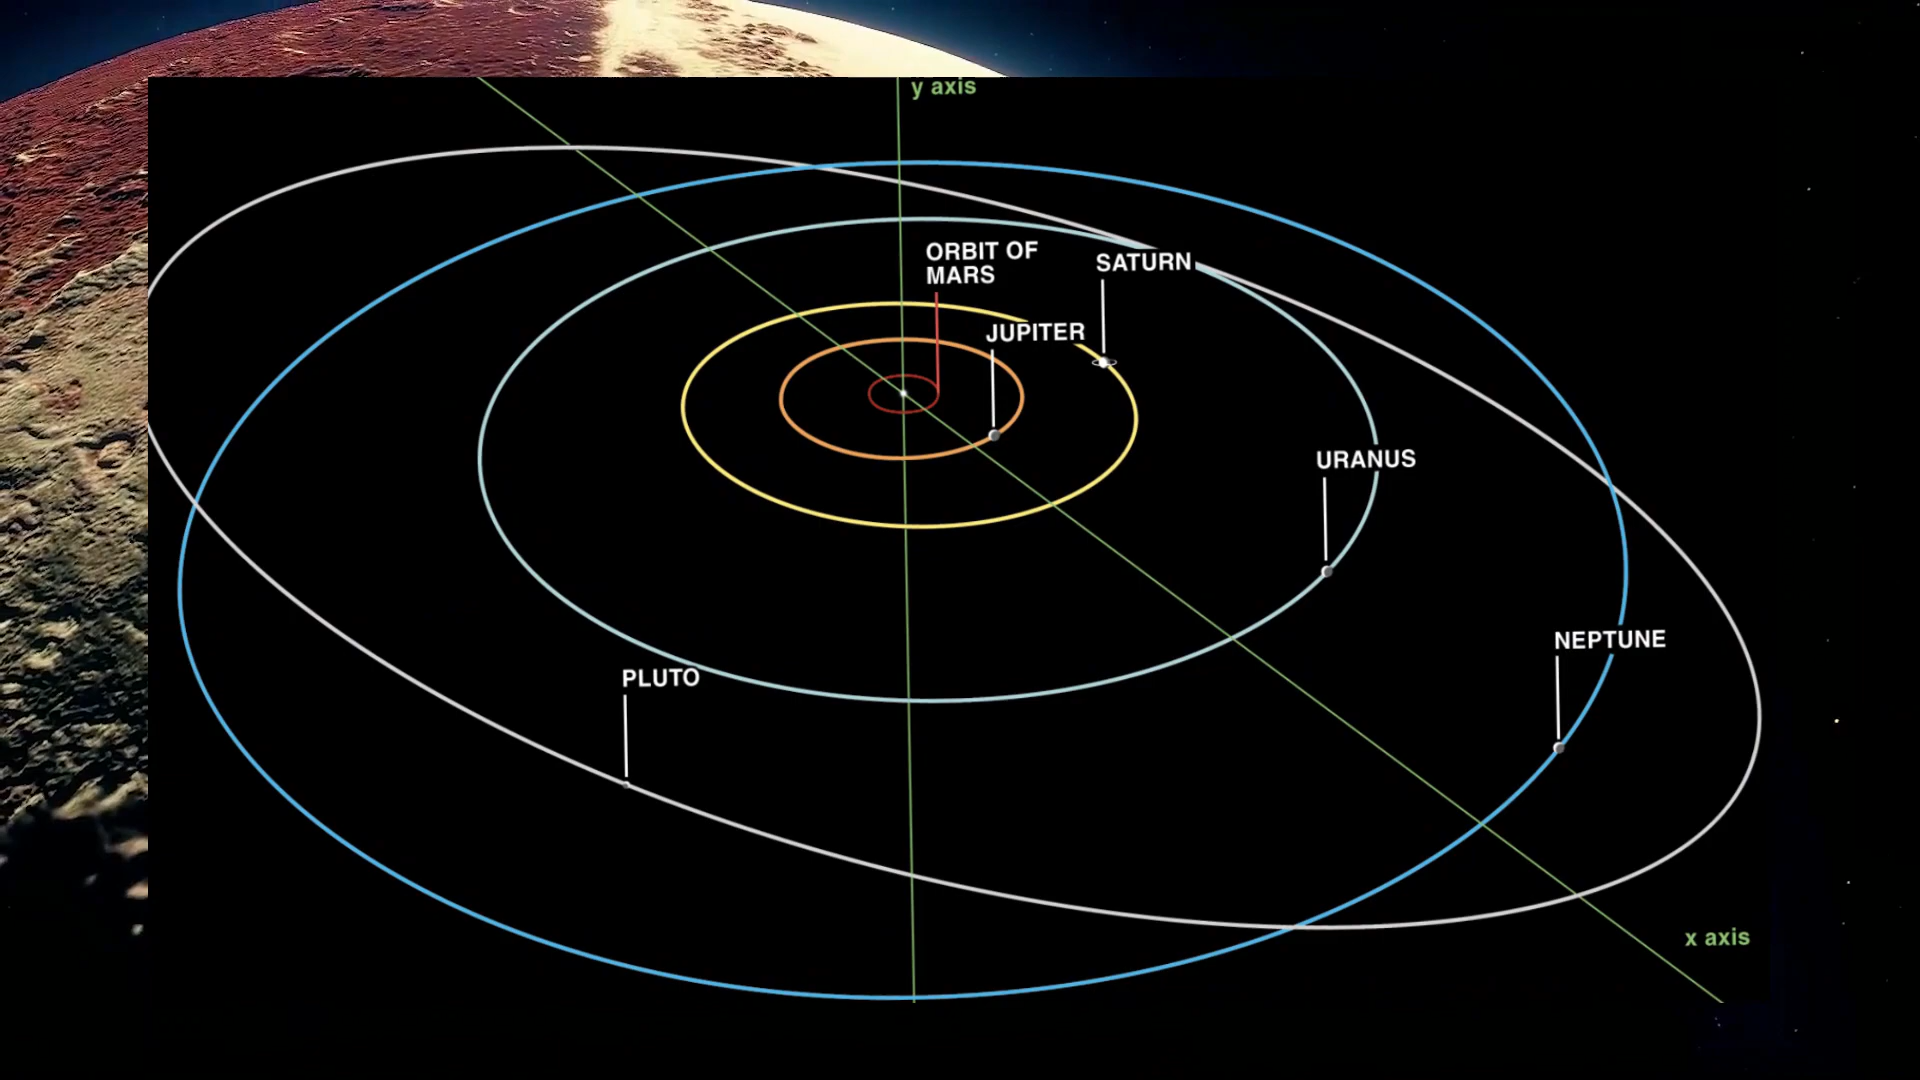 y axis
ORBIT OF
MARS
SATURN
JUPITER
URANUS
NEPTUNE
PLUTO
x axis